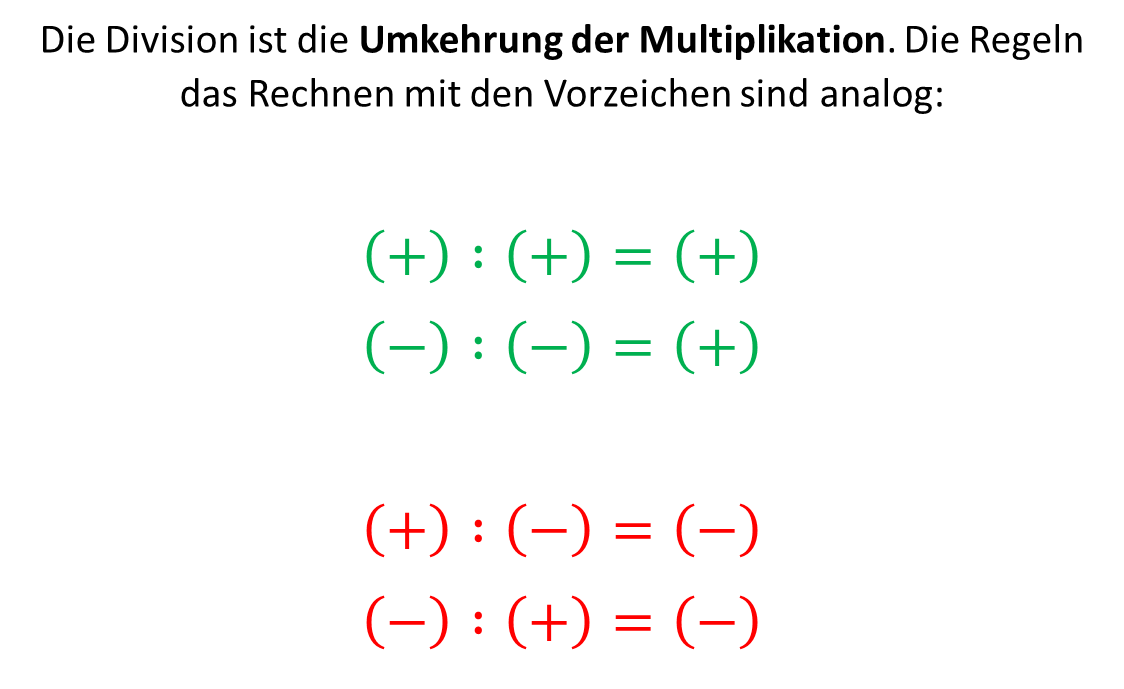 Die Division ist die Umkehrung der Multiplikation. Die Regeln
das Rechnen mit den Vorzeichen sind analog:
(+) : (+) = (+)
(−) : (−) = (+)
(+) : (−) = (−)
(−) : (+) = (−)